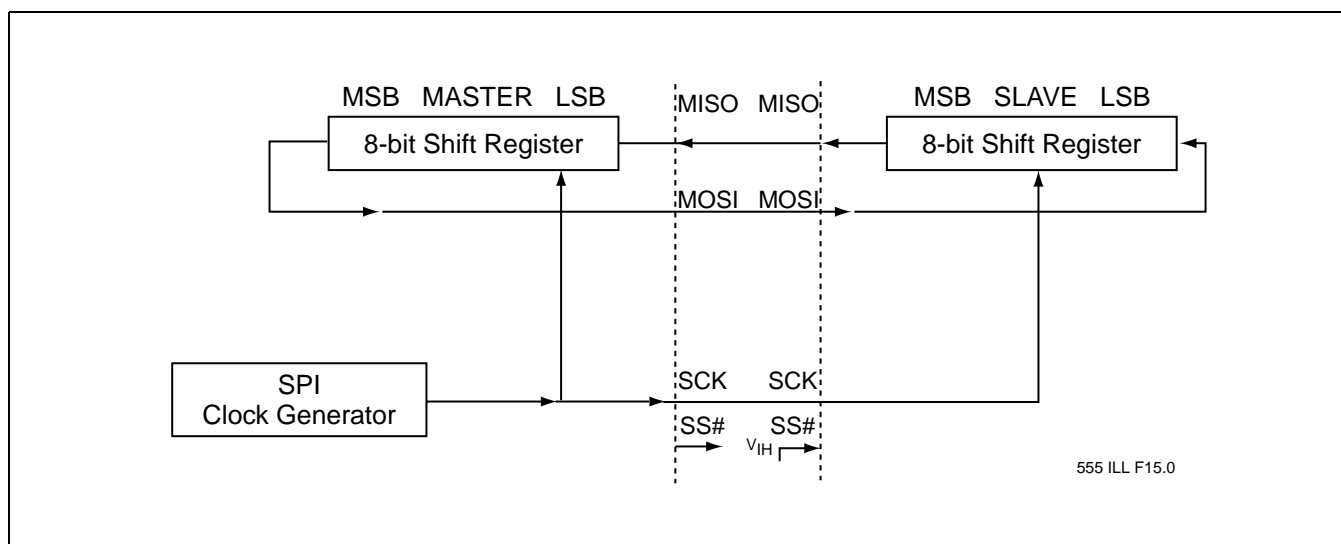 MSB MASTER LSB
MISO MISO
MSB SLAVE LSB
8-bit Shift Register
8-bit Shift Register
MOSI MOSI
SPI
Clock Generator
SCK SCK
SS# SS#
VIH
555 ILL F15.0